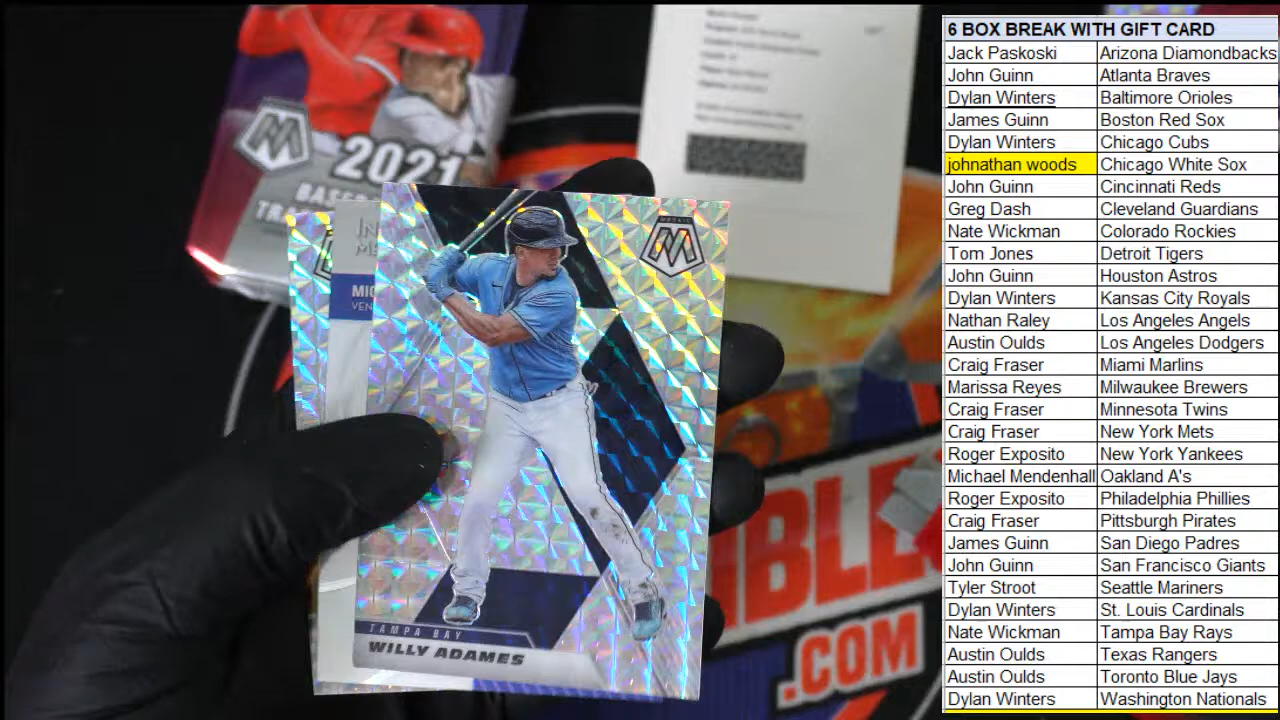 2021
IN
ME
MIC
VEN
MOSAIC
M
TAMPA BAY
WILLY ADAMES
IBLE
.COM
6 BOX BREAK WITH GIFT CARD
Jack Paskoski Arizona Diamondbacks
John Guinn Atlanta Braves
Dylan Winters Baltimore Orioles
James Guinn Boston Red Sox
Dylan Winters Chicago Cubs
johnathan woods Chicago White Sox
John Guinn Cincinnati Reds
Greg Dash Cleveland Guardians
Nate Wickman Colorado Rockies
Tom Jones Detroit Tigers
John Guinn Houston Astros
Dylan Winters Kansas City Royals
Nathan Raley Los Angeles Angels
Austin Oulds Los Angeles Dodgers
Craig Fraser Miami Marlins
Marissa Reyes Milwaukee Brewers
Craig Fraser Minnesota Twins
Craig Fraser New York Mets
Roger Exposito New York Yankees
Michael Mendenhall Oakland A's
Roger Exposito Philadelphia Phillies
Craig Fraser Pittsburgh Pirates
James Guinn San Diego Padres
John Guinn San Francisco Giants
Tyler Stroot Seattle Mariners
Dylan Winters St. Louis Cardinals
Nate Wickman Tampa Bay Rays
Austin Oulds Texas Rangers
Austin Oulds Toronto Blue Jays
Dylan Winters Washington Nationals